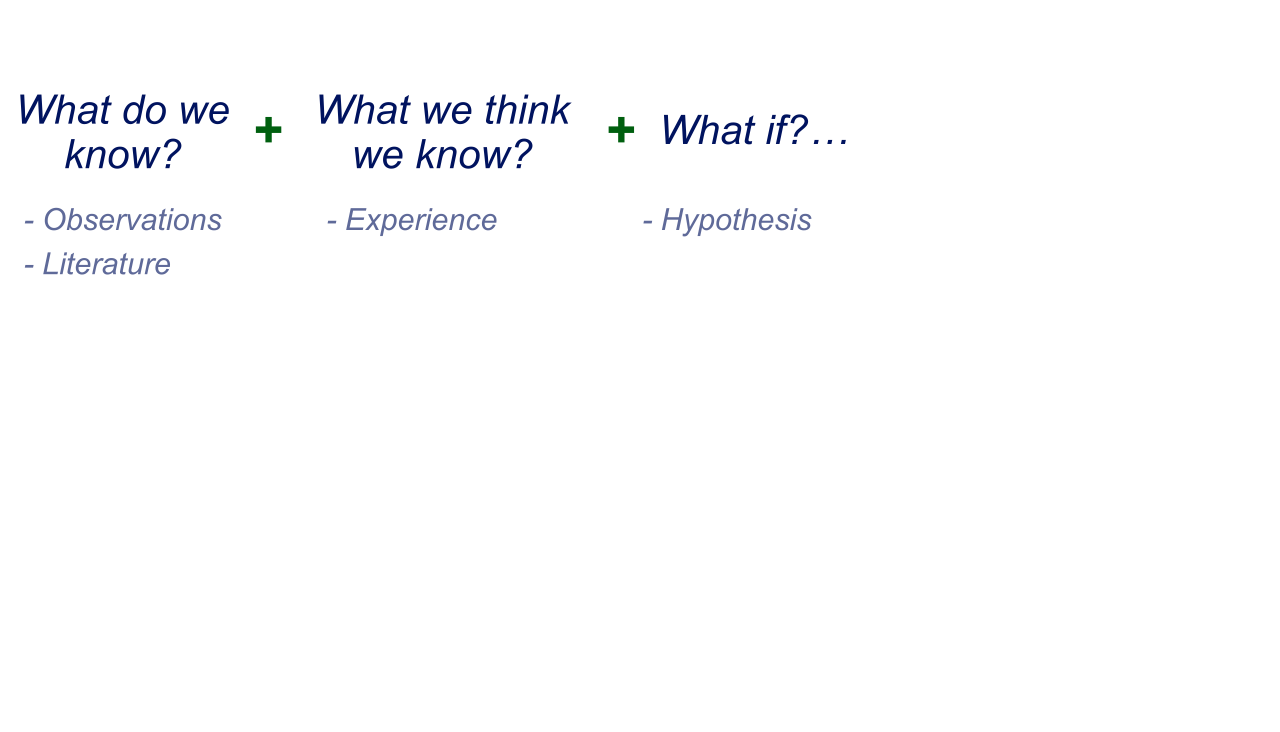 What do we
know?
+
What we think
we know?
+
What if?…
- Observations
- Literature
- Experience
- Hypothesis